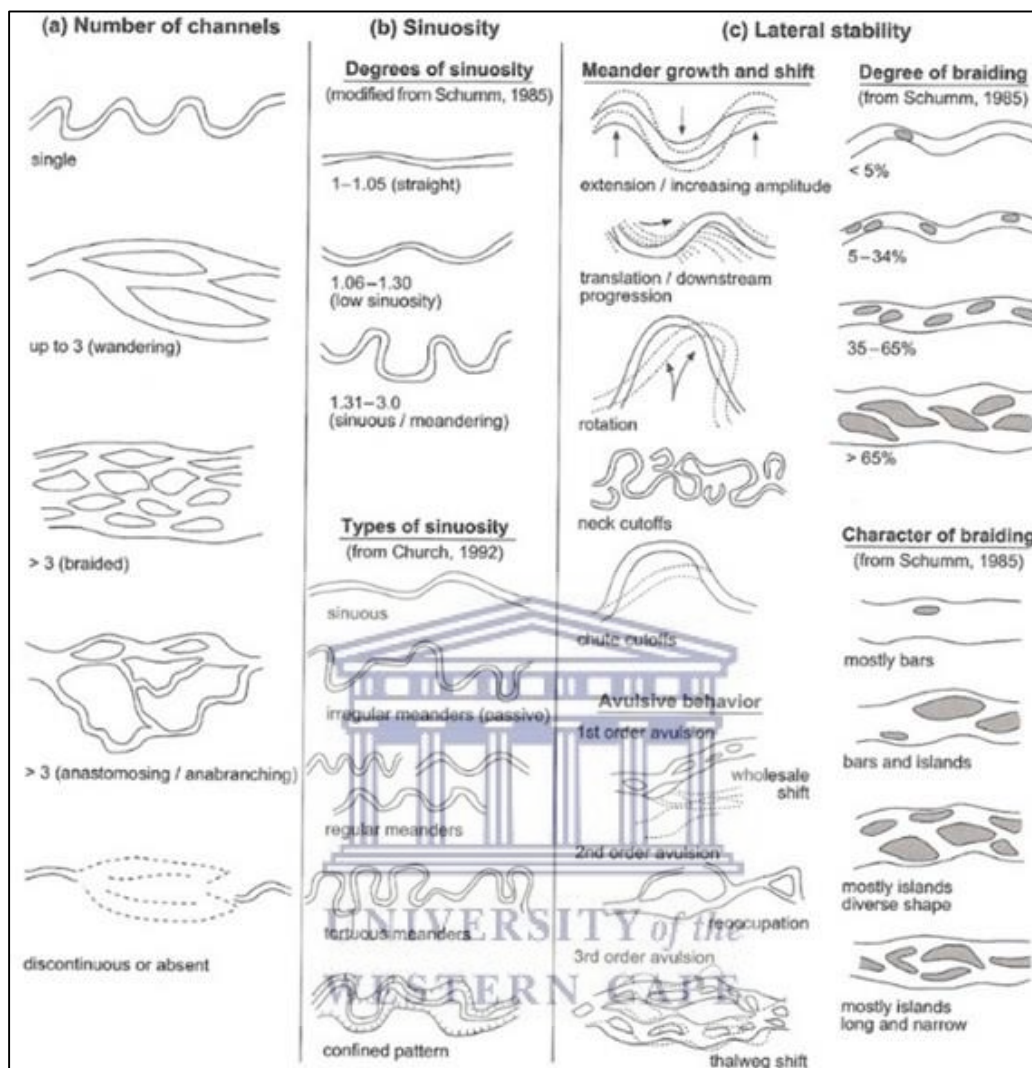 (a) Number of channels
single
up to 3 (wandering)
> 3 (braided)
> 3 (anastomosing / anabranching)
discontinuous or absent
(b) Sinuosity
Degrees of sinuosity
(modified from Schumm, 1985)
1–1.05 (straight)
1.06–1.30
(low sinuosity)
1.31–3.0
(sinuous / meandering)
Types of sinuosity
(from Church, 1992)
sinuous
irregular meanders (passive)
regular meanders
tortuous meanders
confined pattern
(c) Lateral stability
Meander growth and shift
extension / increasing amplitude
translation / downstream
progression
rotation
neck cutoffs
chute cutoffs
Avulsive behavior
1st order avulsion
wholesale
shift
2nd order avulsion
reoccupation
3rd order avulsion
thalweg shift
Degree of braiding
(from Schumm, 1985)
< 5%
5–34%
35–65%
> 65%
Character of braiding
(from Schumm, 1985)
mostly bars
bars and islands
mostly islands
diverse shape
mostly islands
long and narrow
UNIVERSITY of the
WESTERN CAPE